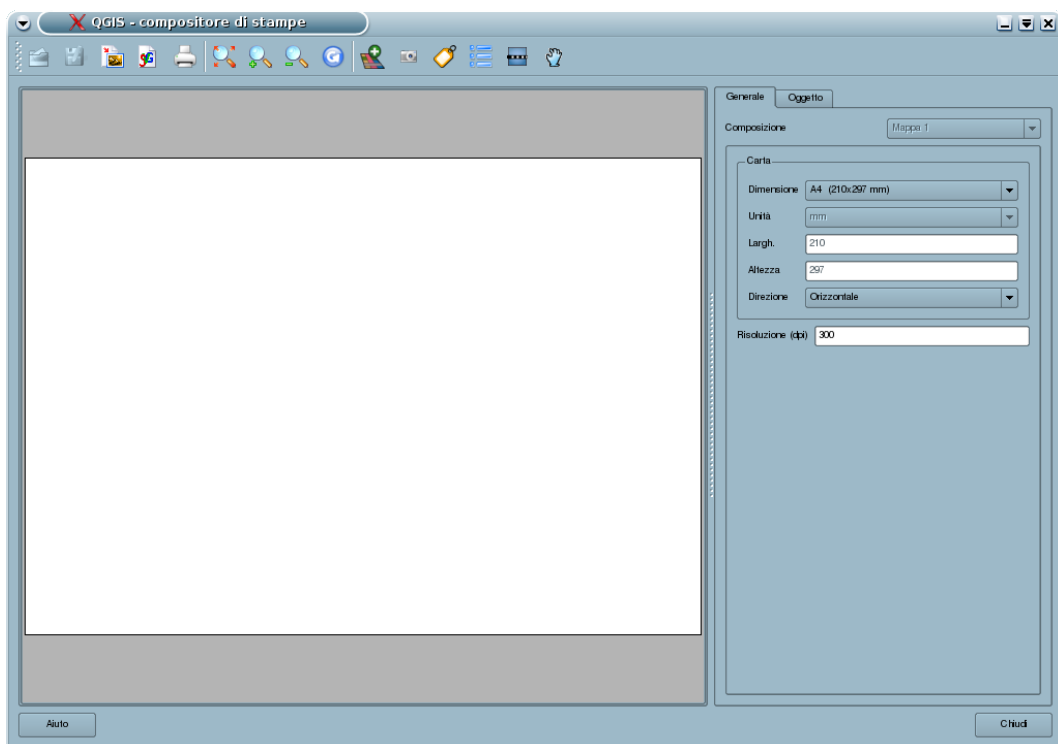 QGIS - compositore di stampe
Generale
Oggetto
Composizione
Mappa 1
Carta
Dimensione
A4 (210x297 mm)
Unità
mm
Largh.
210
Altezza
297
Direzione
Orizzontale
Risoluzione (dpi)
300
Aiuto
Chiudi